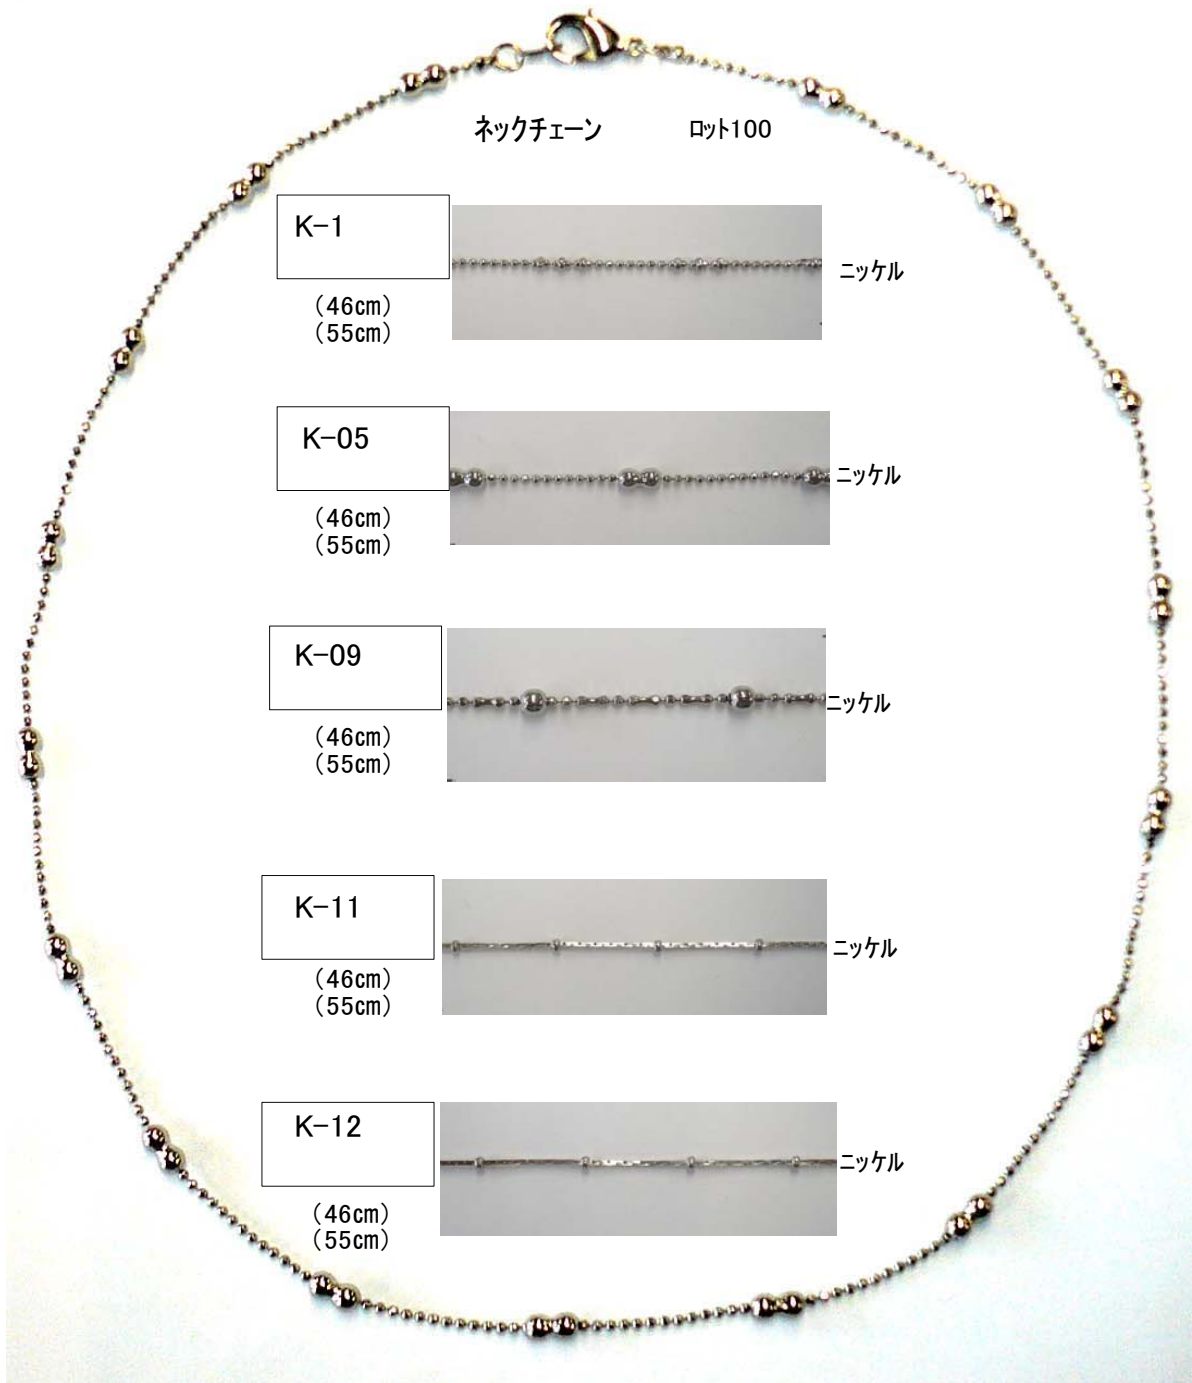 ネックチェーン ロット100
K-1
ニッケル
（46cm）
（55cm）
K-05
ニッケル
（46cm）
（55cm）
K-09
ニッケル
（46cm）
（55cm）
K-11
ニッケル
（46cm）
（55cm）
K-12
ニッケル
（46cm）
（55cm）